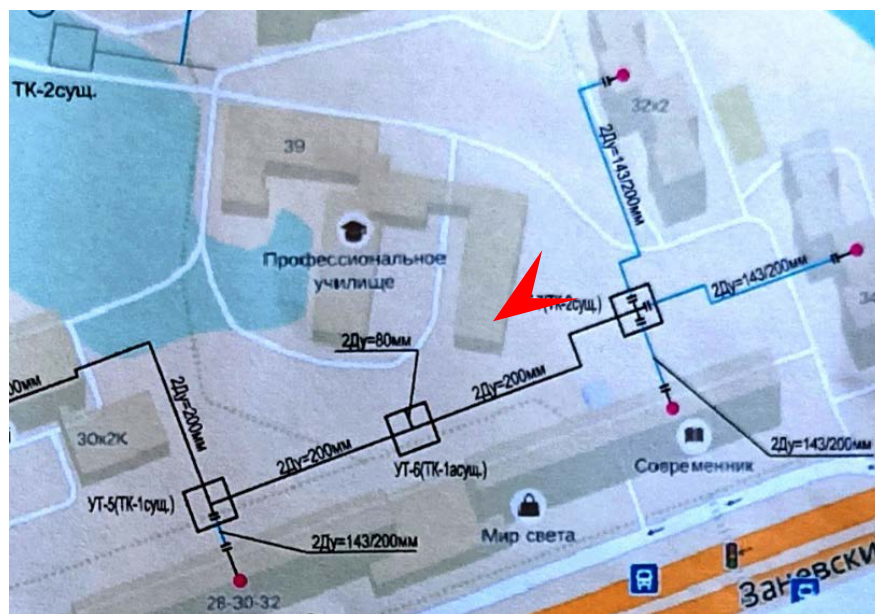 ТК-2сущ.
39
32к2
2Ду=143/200мм
Профессиональное
училище
2Ду=143/200мм
(ТК-2сущ.)
34
2Ду=80мм
00мм
2Ду=200мм
2Ду=200мм
30к2К
2Ду=200мм
УТ-6(ТК-1асущ.)
Современник
2Ду=143/200мм
УТ-5(ТК-1сущ.)
Мир света
2Ду=143/200мм
28-30-32
Заневски